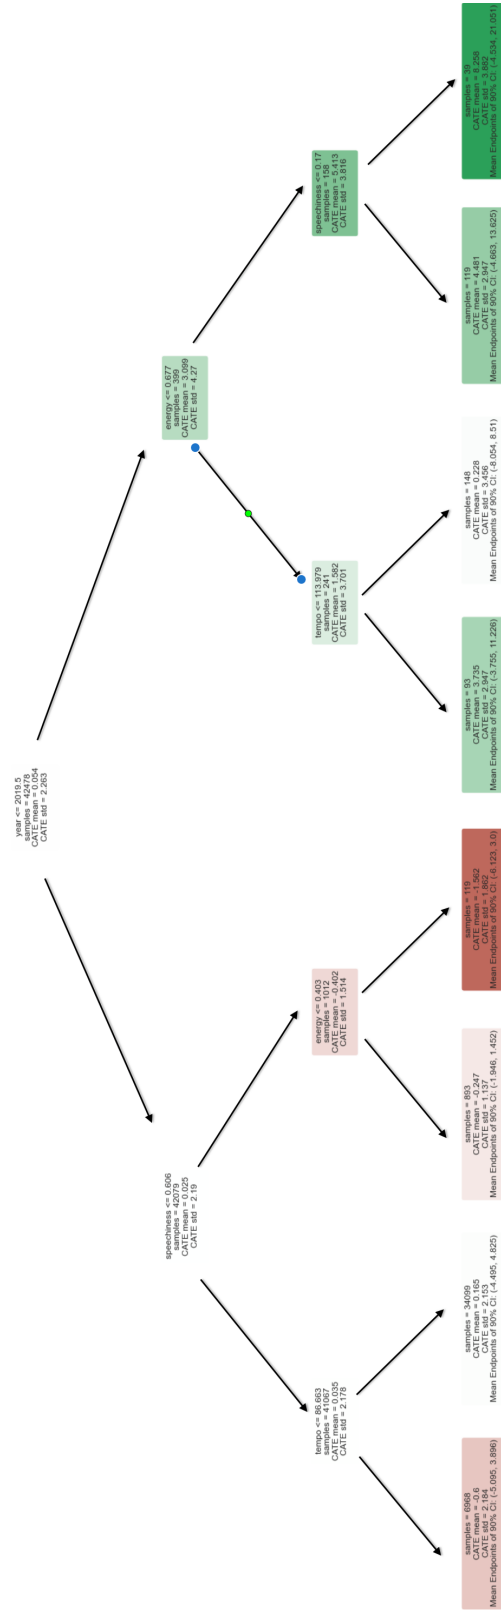 year <= 2019.5
samples = 42478
CATE mean = 0.054
CATE std = 2.263
speechiness <= 0.606
samples = 42079
CATE mean = 0.025
CATE std = 2.19
energy <= 0.677
samples = 399
CATE mean = 3.099
CATE std = 4.27
tempo <= 86.663
samples = 41067
CATE mean = 0.035
CATE std = 2.178
energy <= 0.403
samples = 1012
CATE mean = -0.402
CATE std = 1.514
tempo <= 113.979
samples = 241
CATE mean = 1.582
CATE std = 3.701
speechiness <= 0.17
samples = 158
CATE mean = 5.413
CATE std = 3.816
samples = 6968
CATE mean = -0.6
CATE std = 2.184
Mean Endpoints of 90% CI: (-5.095, 3.896)
samples = 34099
CATE mean = 0.165
CATE std = 2.153
Mean Endpoints of 90% CI: (-4.495, 4.825)
samples = 893
CATE mean = -0.247
CATE std = 1.137
Mean Endpoints of 90% CI: (-1.946, 1.452)
samples = 119
CATE mean = -1.562
CATE std = 1.862
Mean Endpoints of 90% CI: (-6.123, 3.0)
samples = 93
CATE mean = 3.735
CATE std = 2.947
Mean Endpoints of 90% CI: (-3.755, 11.226)
samples = 148
CATE mean = 0.228
CATE std = 3.456
Mean Endpoints of 90% CI: (-8.054, 8.51)
samples = 119
CATE mean = 4.481
CATE std = 2.947
Mean Endpoints of 90% CI: (-4.663, 13.625)
samples = 39
CATE mean = 8.258
CATE std = 3.882
Mean Endpoints of 90% CI: (-4.534, 21.051)